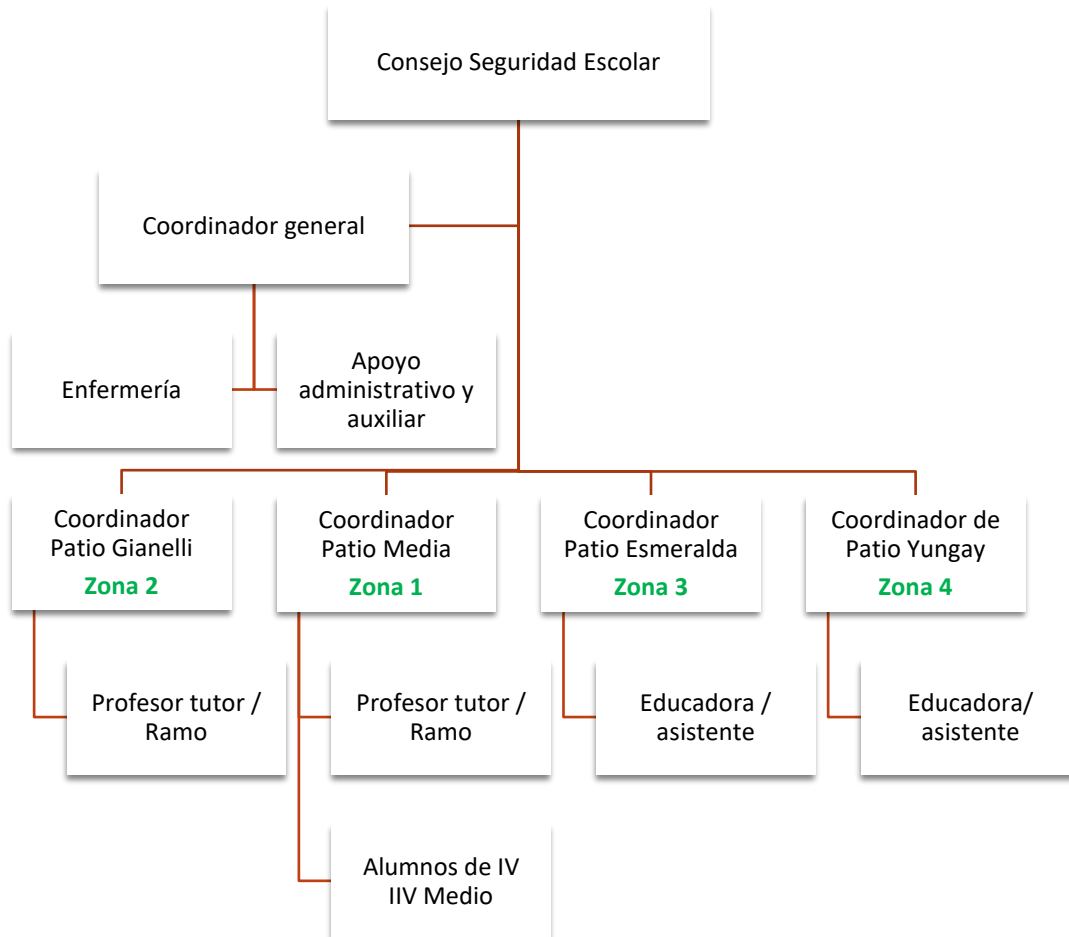 Consejo Seguridad Escolar
Coordinador general
Enfermería
Apoyo
administrativo y
auxiliar
Coordinador
Patio Gianelli
Zona 2
Coordinador
Patio Media
Zona 1
Coordinador
Patio Esmeralda
Zona 3
Coordinador de
Patio Yungay
Zona 4
Profesor tutor /
Ramo
Profesor tutor /
Ramo
Educadora /
asistente
Educadora/
asistente
Alumnos de IV
IIV Medio